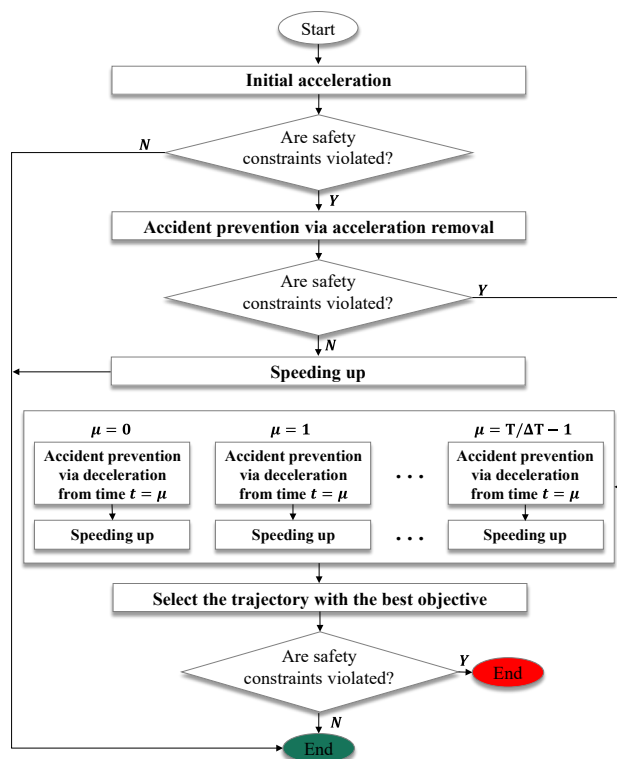 Start
Initial acceleration
Are safety
constraints violated?
N
Y
Accident prevention via acceleration removal
Are safety
constraints violated?
Y
N
Speeding up
μ = 0
μ = 1
μ = T/ΔT − 1
Accident prevention
via deceleration
from time t = μ
Accident prevention
via deceleration
from time t = μ
...
Accident prevention
via deceleration
from time t = μ
Speeding up
Speeding up
...
Speeding up
Select the trajectory with the best objective
Are safety
constraints violated?
Y
End
N
End